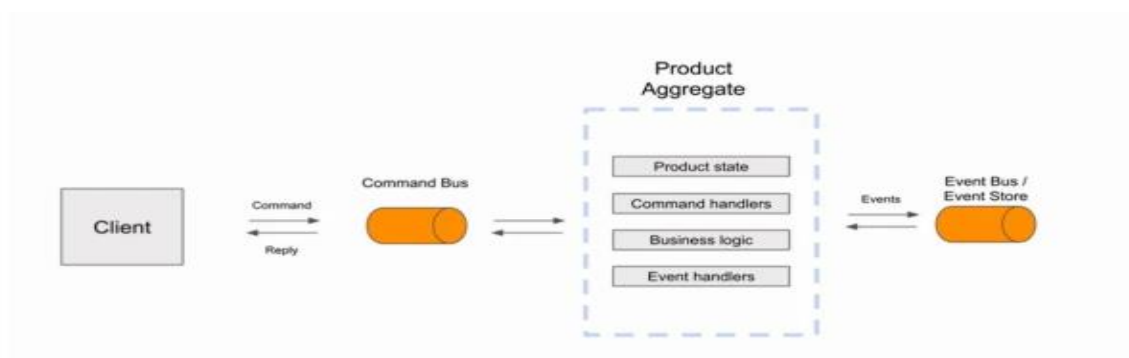 Product
Aggregate
Client
Command
Reply
Command Bus
Product state
Command handlers
Business logic
Event handlers
Events
Event Bus /
Event Store